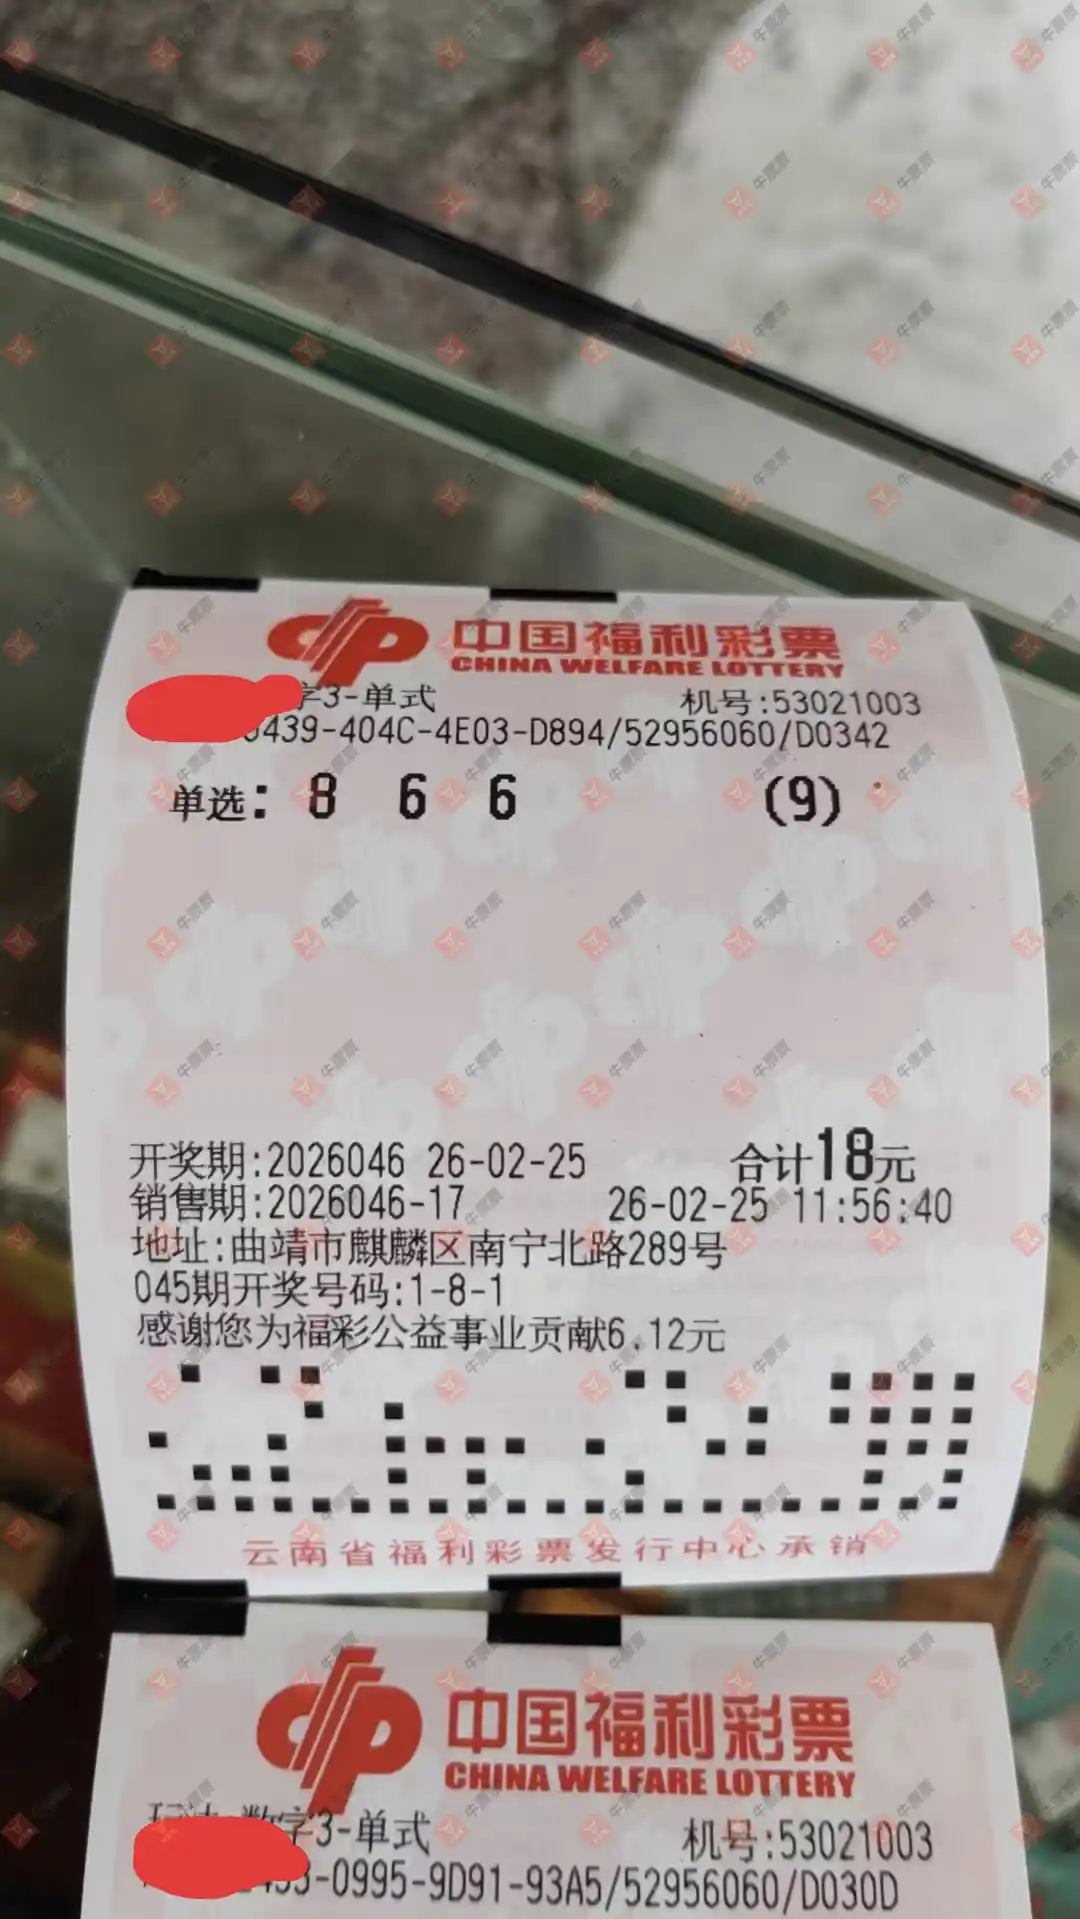 中国福利彩票
CHINA WELFARE LOTTERY
字3-单式 机号:53021003
439-404C-4E03-D894/52956060/D0342
单选: 8 6 6 (9)
开奖期:2026046 26-02-25 合计18元
销售期:2026046-17 26-02-25 11:56:40
地址:曲靖市麒麟区南宁北路289号
045期开奖号码:1-8-1
感谢您为福彩公益事业贡献6.12元
云南省福利彩票发行中心承销
中国福利彩票
CHINA WELFARE LOTTERY
数字3-单式 机号:53021003
-0995-9D91-93A5/52956060/D030D
牛票票